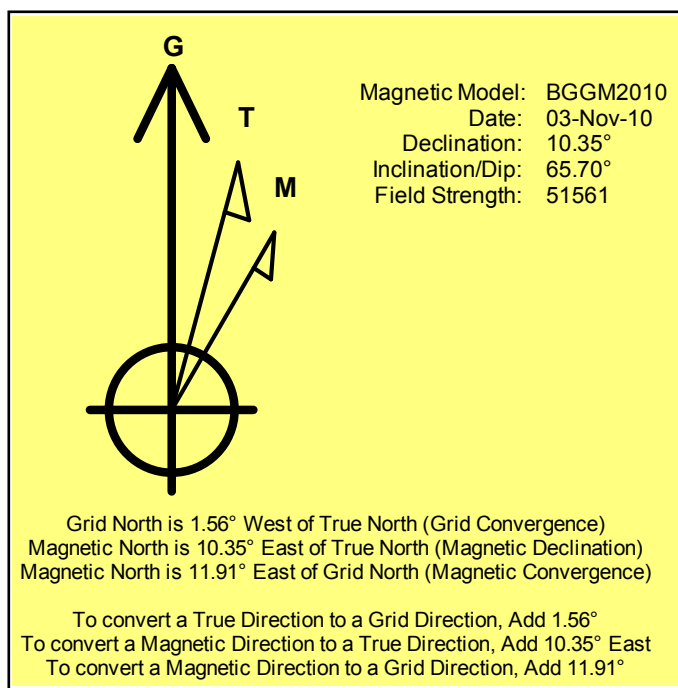 G
T
M
Magnetic Model: BGGM2010
Date: 03-Nov-10
Declination: 10.35°
Inclination/Dip: 65.70°
Field Strength: 51561
Grid North is 1.56° West of True North (Grid Convergence)
Magnetic North is 10.35° East of True North (Magnetic Declination)
Magnetic North is 11.91° East of Grid North (Magnetic Convergence)
To convert a True Direction to a Grid Direction, Add 1.56°
To convert a Magnetic Direction to a True Direction, Add 10.35° East
To convert a Magnetic Direction to a Grid Direction, Add 11.91°